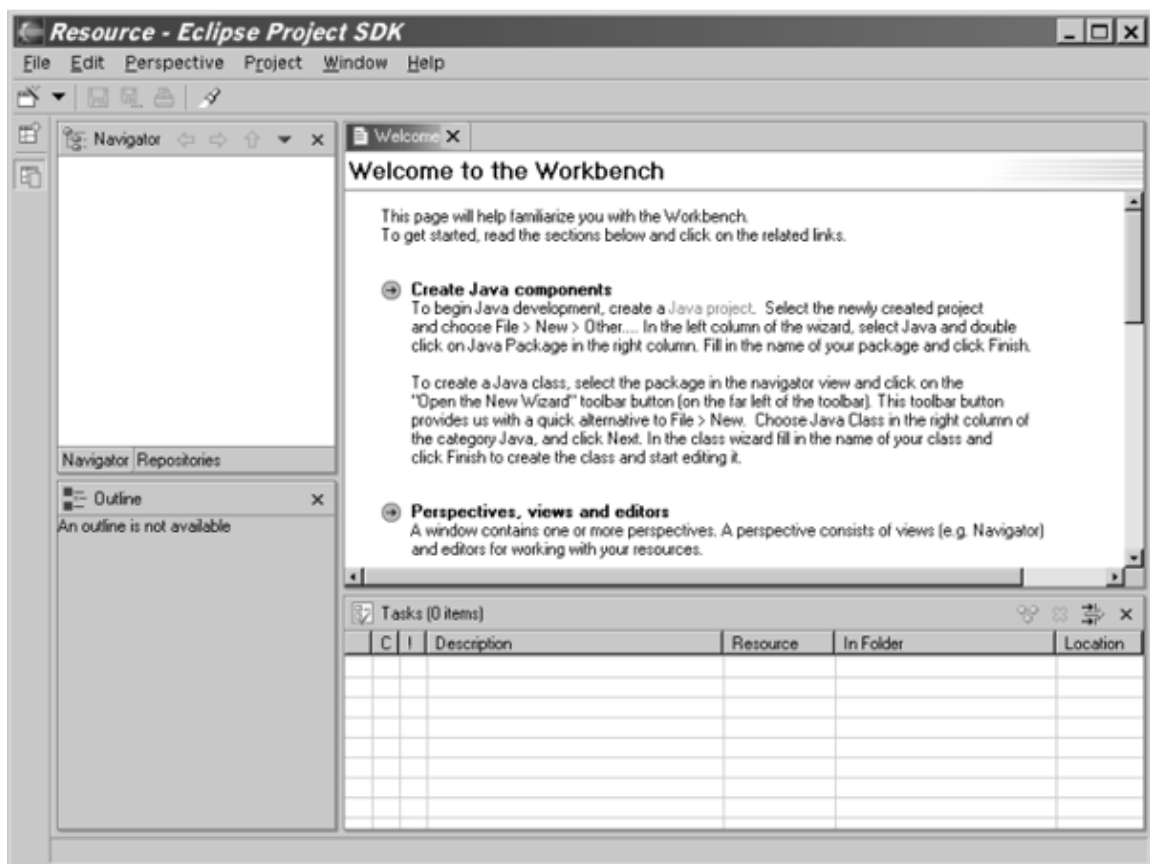 Resource - Eclipse Project SDK
File Edit Perspective Project Window Help
Navigator
Navigator Repositories
Outline
An outline is not available
Welcome
Welcome to the Workbench
This page will help familiarize you with the Workbench.
To get started, read the sections below and click on the related links.
Create Java components
To begin Java development, create a Java project. Select the newly created project
and choose File > New > Other.... In the left column of the wizard, select Java and double
click on Java Package in the right column. Fill in the name of your package and click Finish.
To create a Java class, select the package in the navigator view and click on the
"Open the New Wizard" toolbar button (on the far left of the toolbar). This toolbar button
provides us with a quick alternative to File > New. Choose Java Class in the right column of
the category Java, and click Next. In the class wizard fill in the name of your class and
click Finish to create the class and start editing it.
Perspectives, views and editors
A window contains one or more perspectives. A perspective consists of views (e.g. Navigator)
and editors for working with your resources.
Tasks (0 items)
C ! Description Resource In Folder Location